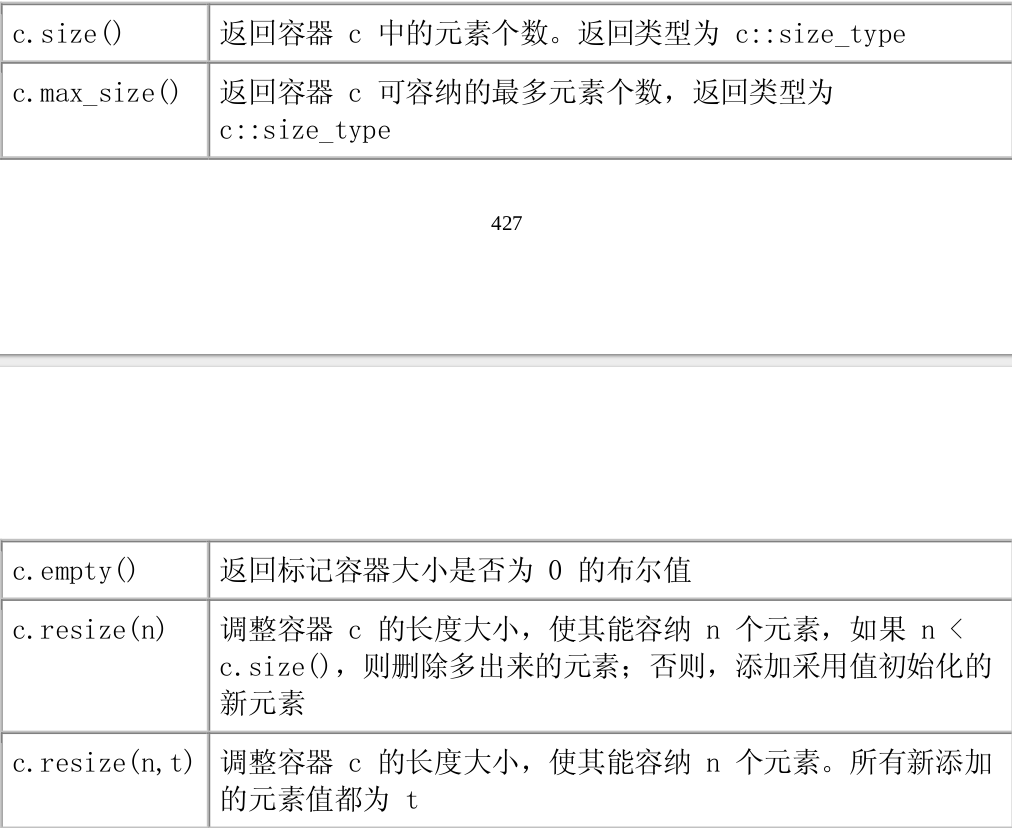 c.size() 返回容器 c 中的元素个数。返回类型为 c::size_type
c.max_size() 返回容器 c 可容纳的最多元素个数，返回类型为
c::size_type
427
c.empty() 返回标记容器大小是否为 0 的布尔值
c.resize(n) 调整容器 c 的长度大小，使其能容纳 n 个元素，如果 n <
c.size()，则删除多出来的元素；否则，添加采用值初始化的
新元素
c.resize(n,t) 调整容器 c 的长度大小，使其能容纳 n 个元素。所有新添加
的元素值都为 t